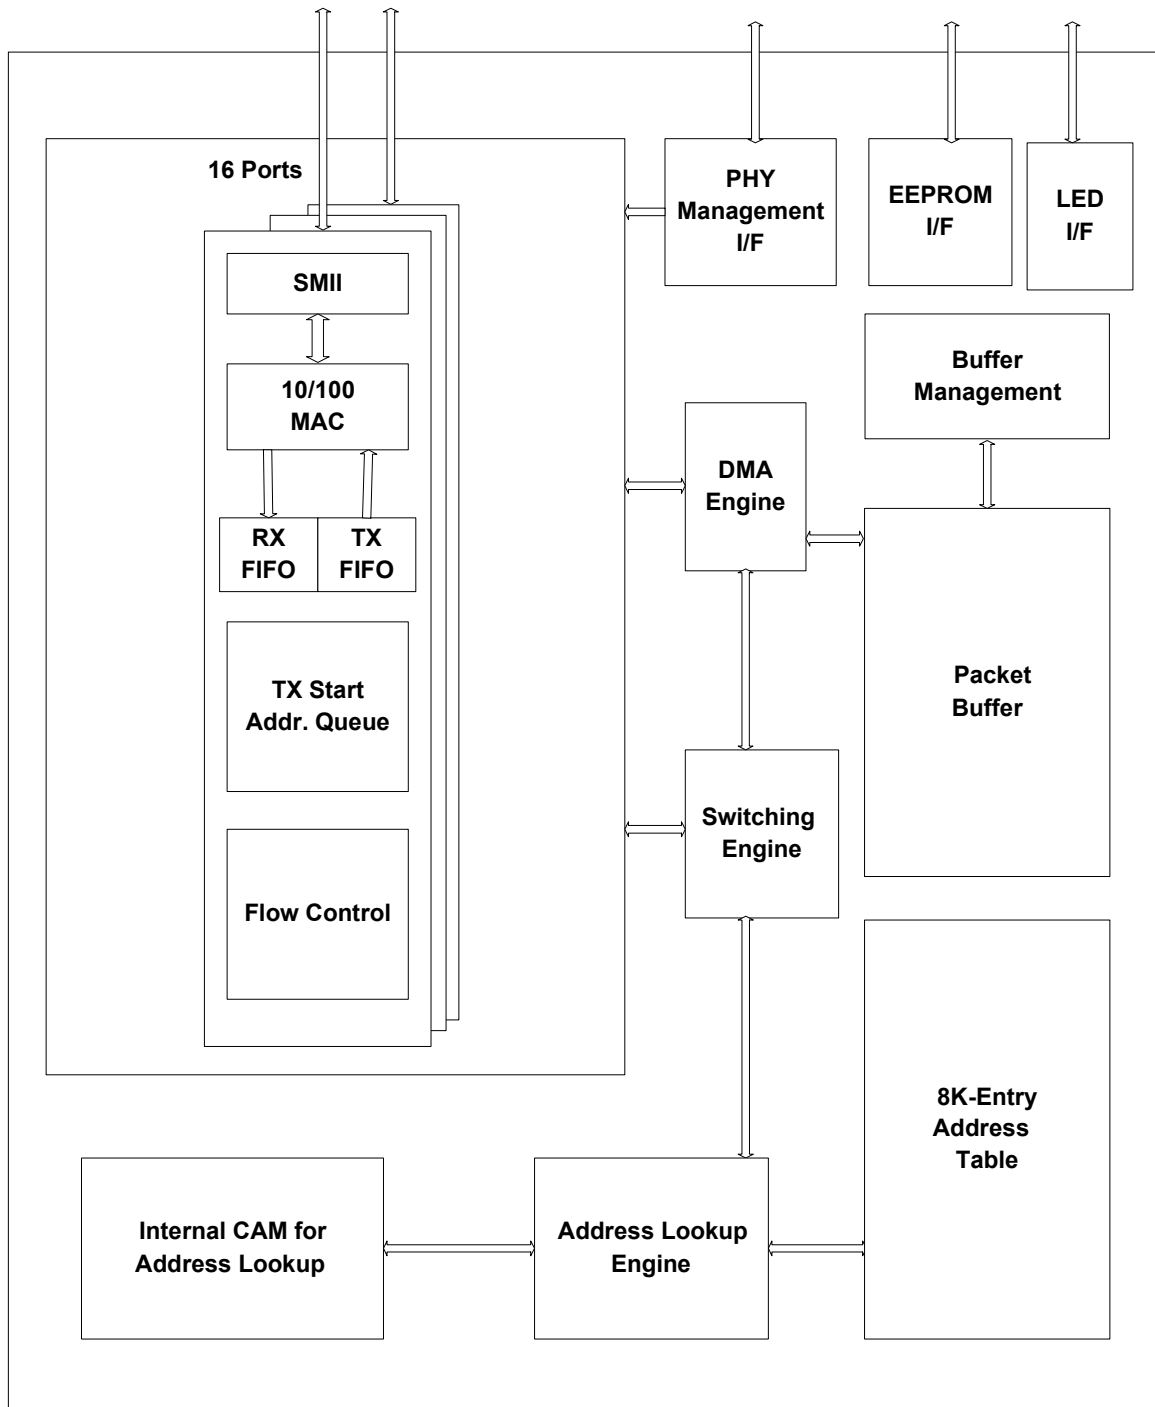 16 Ports
PHY
Management
I/F
EEPROM
I/F
LED
I/F
SMII
10/100
MAC
RX
FIFO
TX
FIFO
TX Start
Addr. Queue
Flow Control
Buffer
Management
DMA
Engine
Packet
Buffer
Switching
Engine
8K-Entry
Address
Table
Internal CAM for
Address Lookup
Address Lookup
Engine